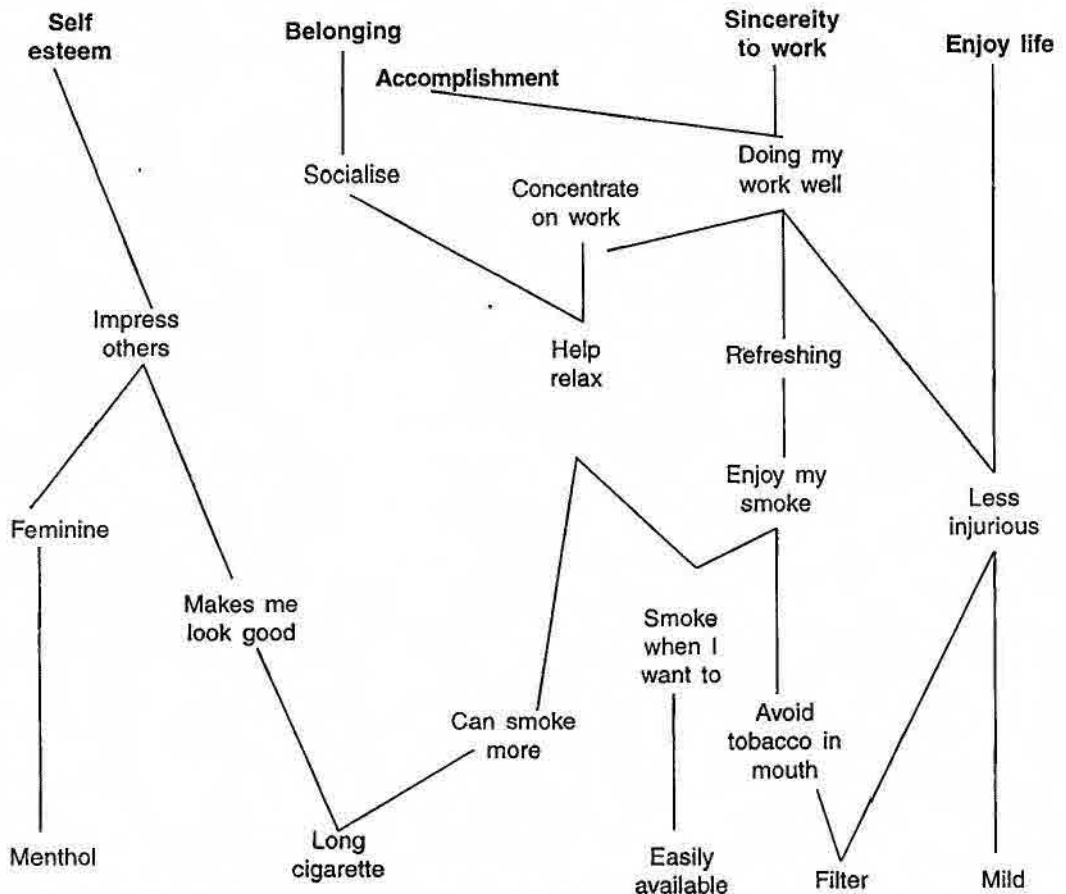 Self
esteem
Belonging
Accomplishment
Sincereity
to work
Enjoy life
Socialise
Concentrate
on work
Doing my
work well
Impress
others
Help
relax
Refreshing
Feminine
Enjoy my
smoke
Less
injurious
Makes me
look good
Smoke
when I
want to
Can smoke
more
Avoid
tobacco in
mouth
Menthol
Long
cigarette
Easily
available
Filter
Mild